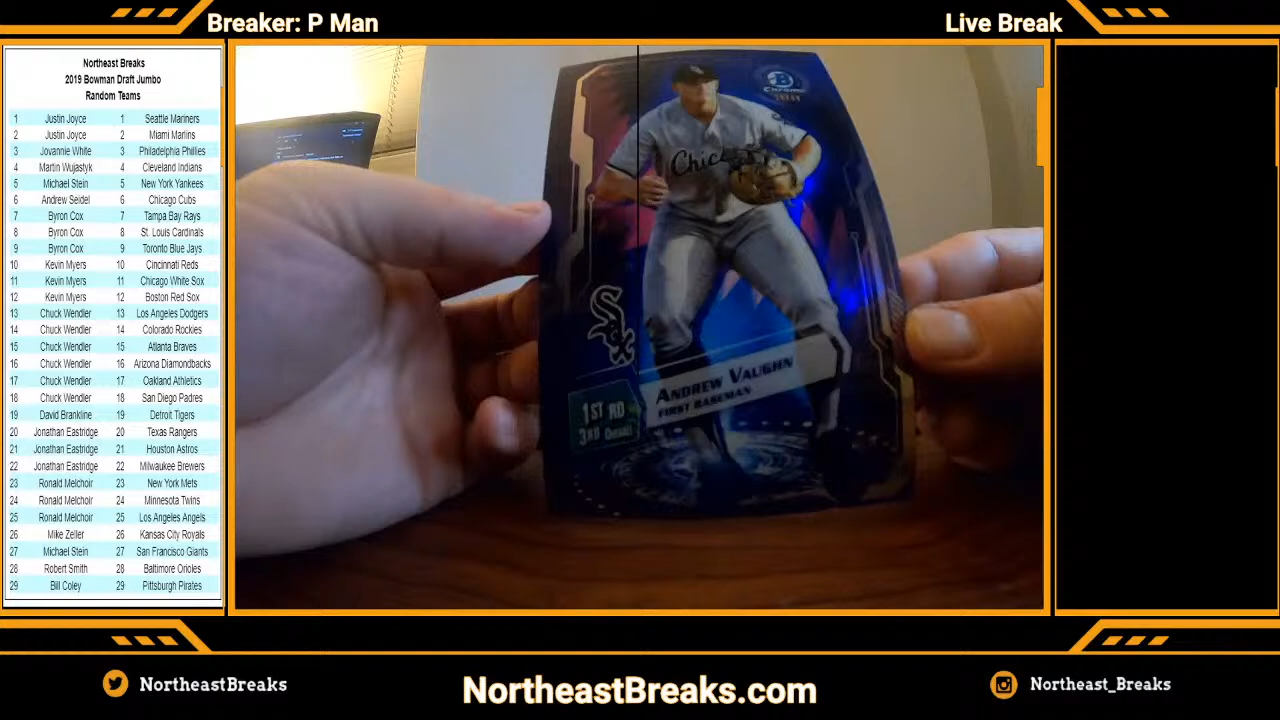 Breaker: P Man
Live Break
Northeast Breaks
2019 Bowman Draft Jumbo
Random Teams
1 Justin Joyce 1 Seattle Mariners
2 Justin Joyce 2 Miami Marlins
3 Jovannie White 3 Philadelphia Phillies
4 Martin Wujastyk 4 Cleveland Indians
5 Michael Stein 5 New York Yankees
6 Andrew Seidel 6 Chicago Cubs
7 Byron Cox 7 Tampa Bay Rays
8 Byron Cox 8 St. Louis Cardinals
9 Byron Cox 9 Toronto Blue Jays
10 Kevin Myers 10 Cincinnati Reds
11 Kevin Myers 11 Chicago White Sox
12 Kevin Myers 12 Boston Red Sox
13 Chuck Wendler 13 Los Angeles Dodgers
14 Chuck Wendler 14 Colorado Rockies
15 Chuck Wendler 15 Atlanta Braves
16 Chuck Wendler 16 Arizona Diamondbacks
17 Chuck Wendler 17 Oakland Athletics
18 Chuck Wendler 18 San Diego Padres
19 David Brankline 19 Detroit Tigers
20 Jonathan Eastridge 20 Texas Rangers
21 Jonathan Eastridge 21 Houston Astros
22 Jonathan Eastridge 22 Milwaukee Brewers
23 Ronald Melchoir 23 New York Mets
24 Ronald Melchoir 24 Minnesota Twins
25 Ronald Melchoir 25 Los Angeles Angels
26 Mike Zeller 26 Kansas City Royals
27 Michael Stein 27 San Francisco Giants
28 Robert Smith 28 Baltimore Orioles
29 Bill Coley 29 Pittsburgh Pirates
B
Chrome
Chic
Sox
Andrew Vaughn
First Baseman
1st Rd
3rd Overall
NortheastBreaks
NortheastBreaks.com
Northeast_Breaks